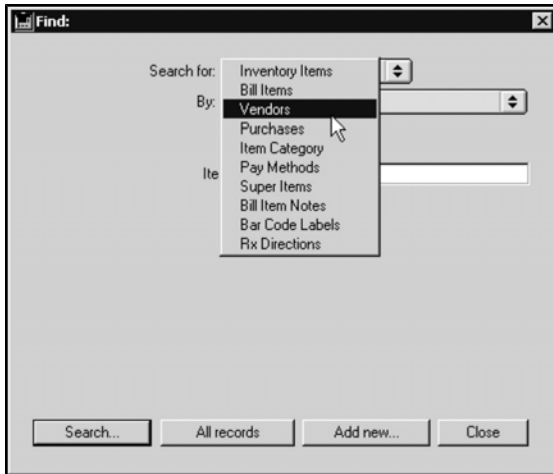 Find:
Search for:
Inventory Items
Bill Items
By:
Vendors
Purchases
Item Category
Ite
Pay Methods
Super Items
Bill Item Notes
Bar Code Labels
Rx Directions
Search... All records Add new... Close